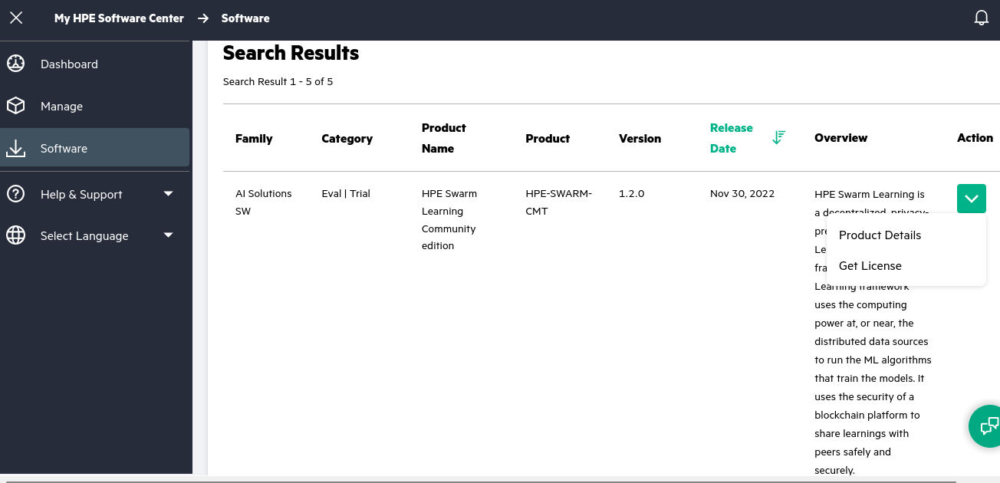 My HPE Software Center → Software
Dashboard
Manage
Software
Help & Support
Select Language
Search Results
Search Result 1 - 5 of 5
Family
Category
Product
Name
Product
Version
Release
Date
Overview
Action
AI Solutions
SW
Eval | Trial
HPE Swarm
Learning
Community
edition
HPE-SWARM-
CMT
1.2.0
Nov 30, 2022
HPE Swarm Learning is
a decentralized, privacy-
pre
Le
fra
Learning framework
uses the computing
power at, or near, the
distributed data sources
to run the ML algorithms
that train the models. It
uses the security of a
blockchain platform to
share learnings with
peers safely and
securely.
Product Details
Get License